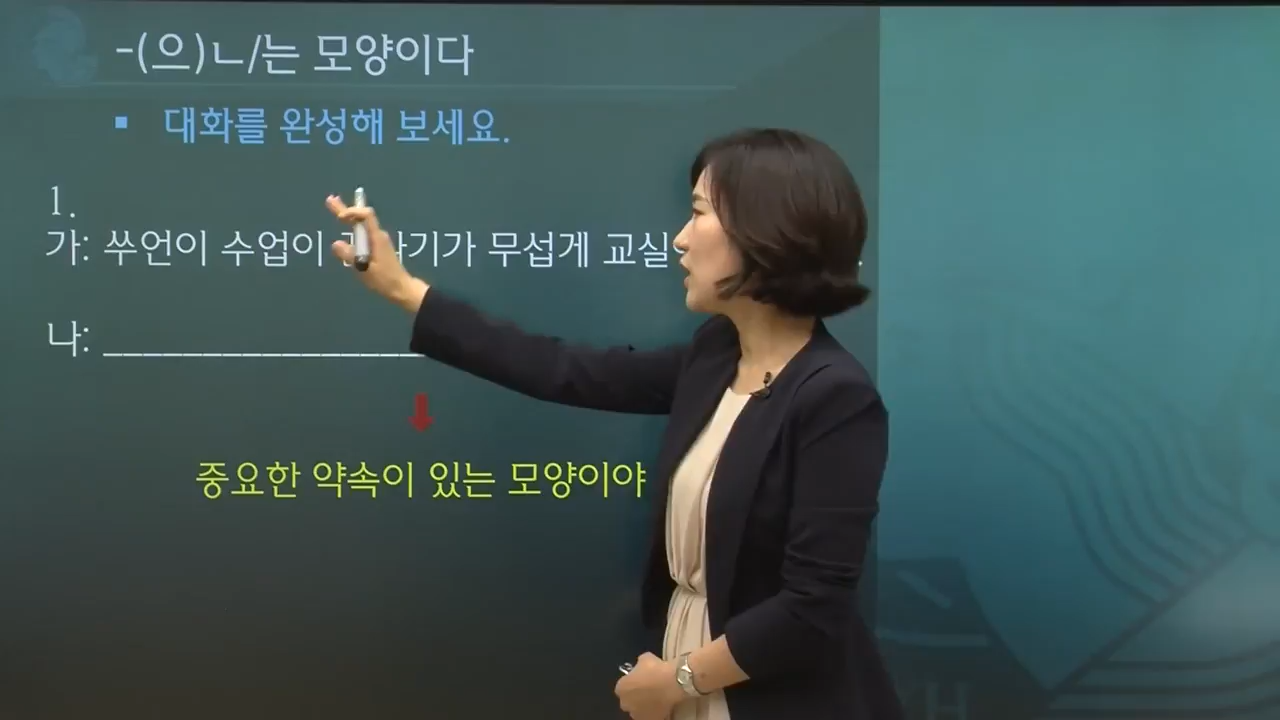 -(으)ㄴ/는 모양이다
▪ 대화를 완성해 보세요.
1.
가: 쑤언이 수업이 무섭게 교실
나: ________________
중요한 약속이 있는 모양이야